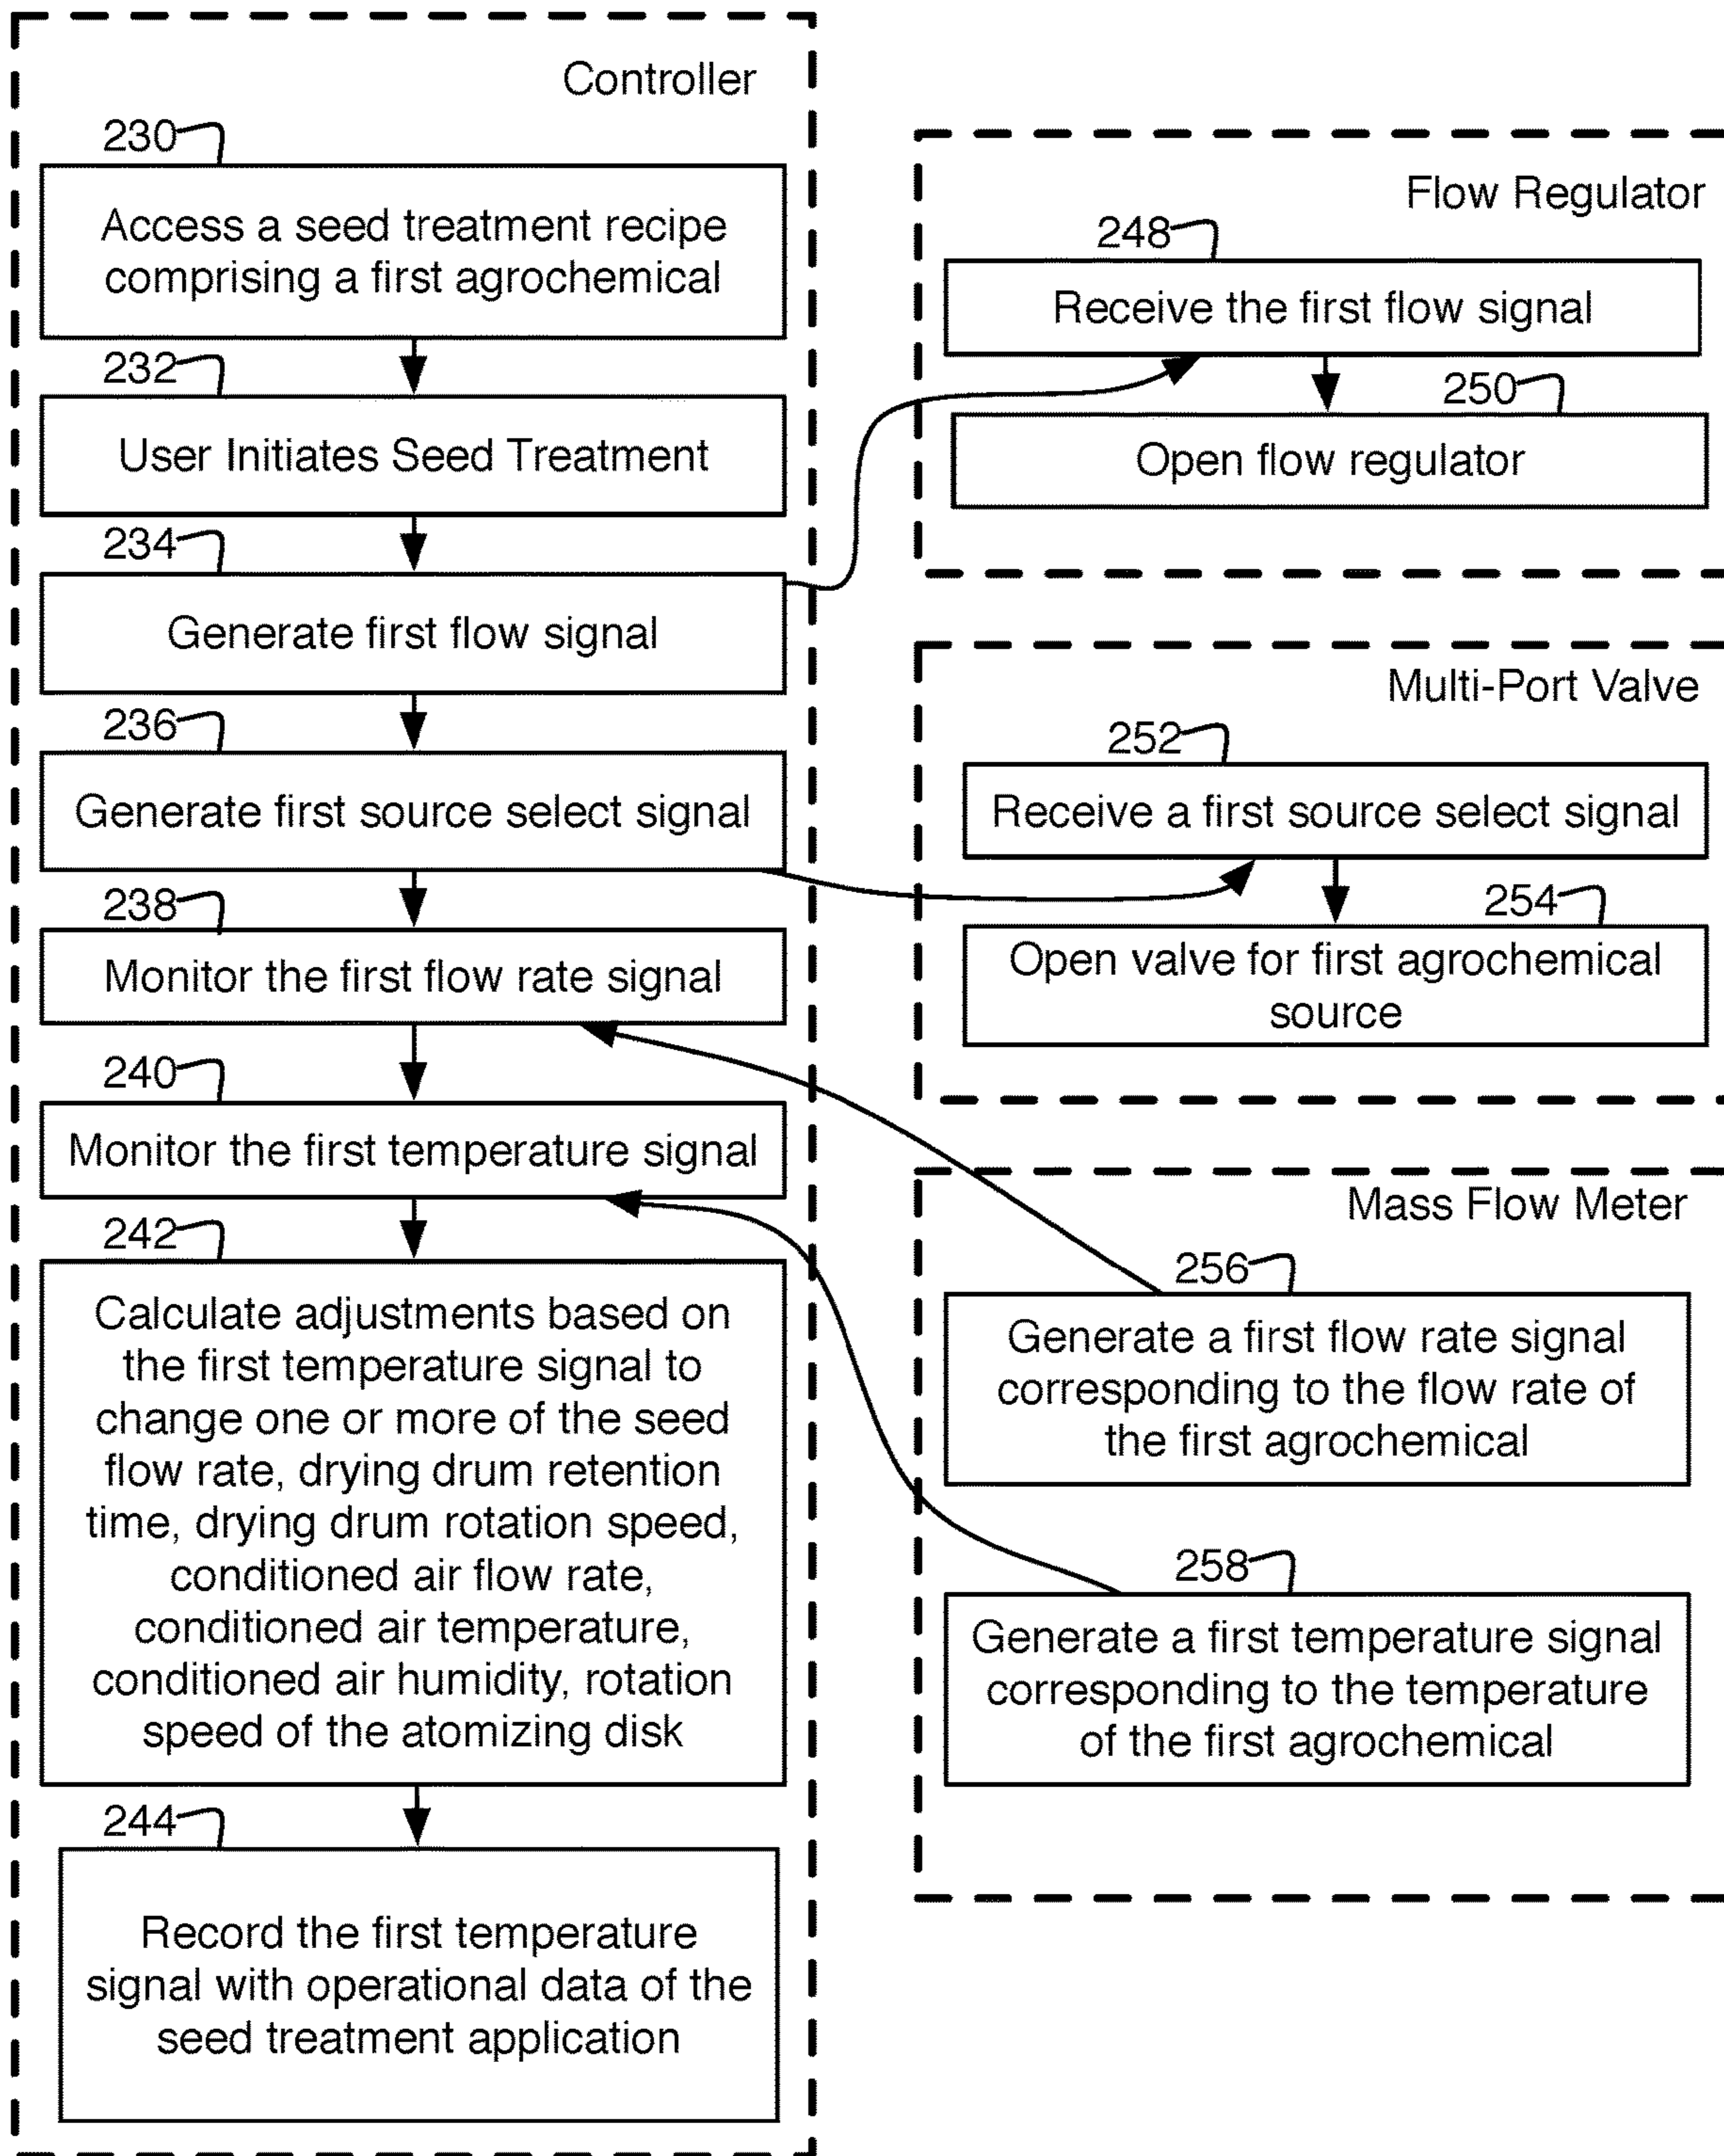 Controller
230
Access a seed treatment recipe
comprising a first agrochemical
232
User Initiates Seed Treatment
234
Generate first flow signal
236
Generate first source select signal
238
Monitor the first flow rate signal
240
Monitor the first temperature signal
242
Calculate adjustments based on
the first temperature signal to
change one or more of the seed
flow rate, drying drum retention
time, drying drum rotation speed,
conditioned air flow rate,
conditioned air temperature,
conditioned air humidity, rotation
speed of the atomizing disk
244
Record the first temperature
signal with operational data of the
seed treatment application
Flow Regulator
248
Receive the first flow signal
250
Open flow regulator
Multi-Port Valve
252
Receive a first source select signal
254
Open valve for first agrochemical
source
Mass Flow Meter
256
Generate a first flow rate signal
corresponding to the flow rate of
the first agrochemical
258
Generate a first temperature signal
corresponding to the temperature
of the first agrochemical